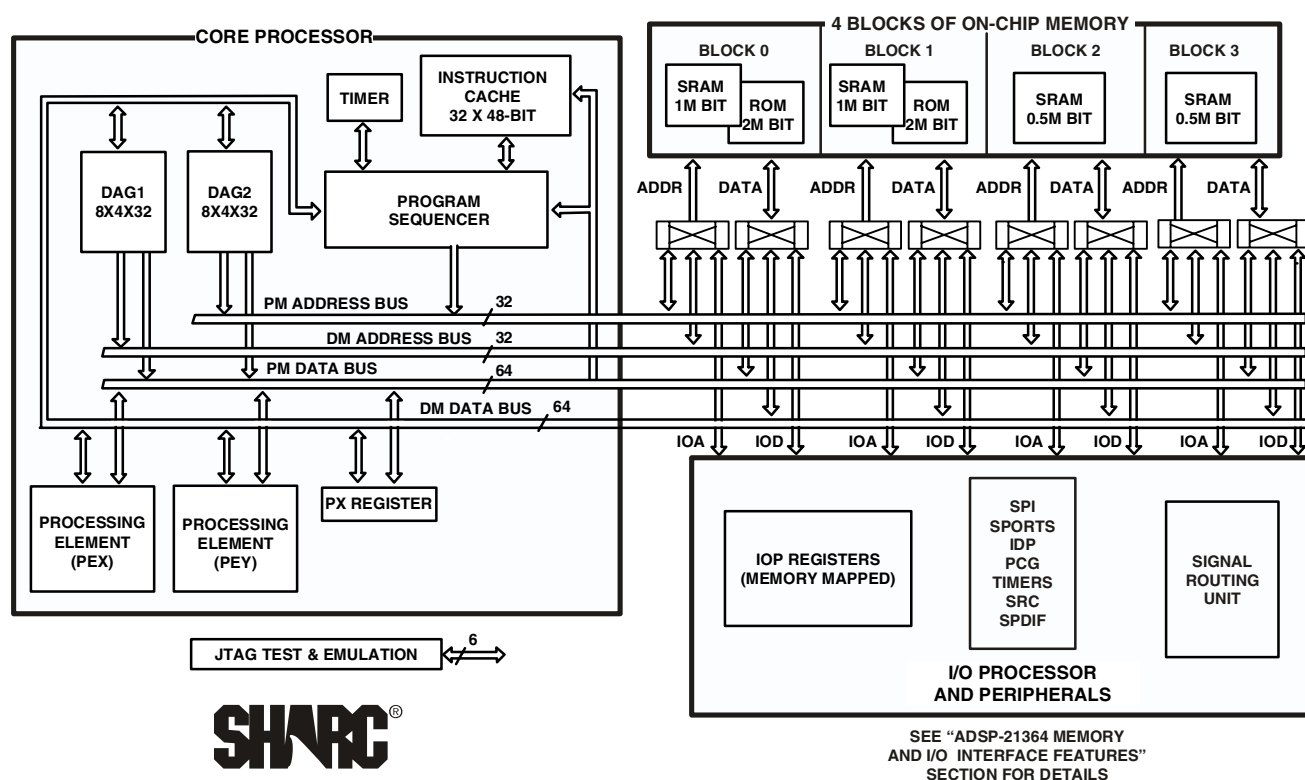 CORE PROCESSOR
TIMER
INSTRUCTION
CACHE
32 X 48-BIT
DAG1
8X4X32
DAG2
8X4X32
PROGRAM
SEQUENCER
PM ADDRESS BUS
32
DM ADDRESS BUS
32
PM DATA BUS
64
DM DATA BUS
64
PROCESSING
ELEMENT
(PEX)
PROCESSING
ELEMENT
(PEY)
PX REGISTER
JTAG TEST & EMULATION
6
SHARC®
4 BLOCKS OF ON-CHIP MEMORY
BLOCK 0
BLOCK 1
BLOCK 2
BLOCK 3
SRAM
1M BIT
ROM
2M BIT
SRAM
1M BIT
ROM
2M BIT
SRAM
0.5M BIT
SRAM
0.5M BIT
ADDR
DATA
ADDR
DATA
ADDR
DATA
ADDR
DATA
IOA
IOD
IOA
IOD
IOA
IOD
IOA
IOD
IOP REGISTERS
(MEMORY MAPPED)
SPI
SPORTS
IDP
PCG
TIMERS
SRC
SPDIF
SIGNAL
ROUTING
UNIT
I/O PROCESSOR
AND PERIPHERALS
SEE “ADSP-21364 MEMORY
AND I/O INTERFACE FEATURES”
SECTION FOR DETAILS